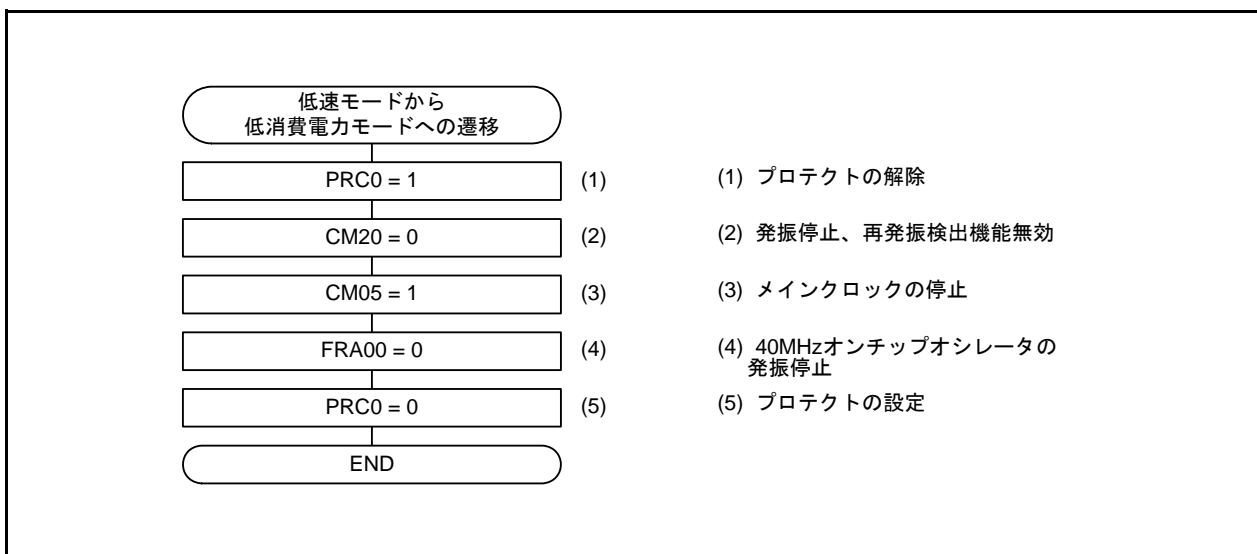 低速モードから
低消費電力モードへの遷移
PRC0 = 1
(1)
(1) プロテクトの解除
CM20 = 0
(2)
(2) 発振停止、再発振検出機能無効
CM05 = 1
(3)
(3) メインクロックの停止
FRA00 = 0
(4)
(4) 40MHzオンチップオシレータの
発振停止
PRC0 = 0
(5)
(5) プロテクトの設定
END